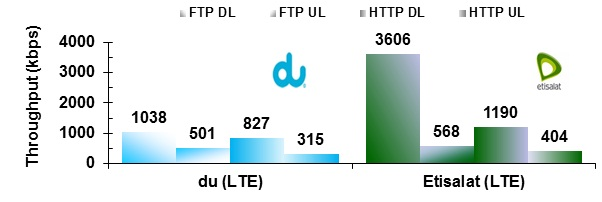 FTP DL FTP UL HTTP DL HTTP UL
Throughput (kbps)
4000
3000
2000
1000
0
1038 501 827 315
3606 568 1190 404
du
etisalat
du (LTE) Etisalat (LTE)